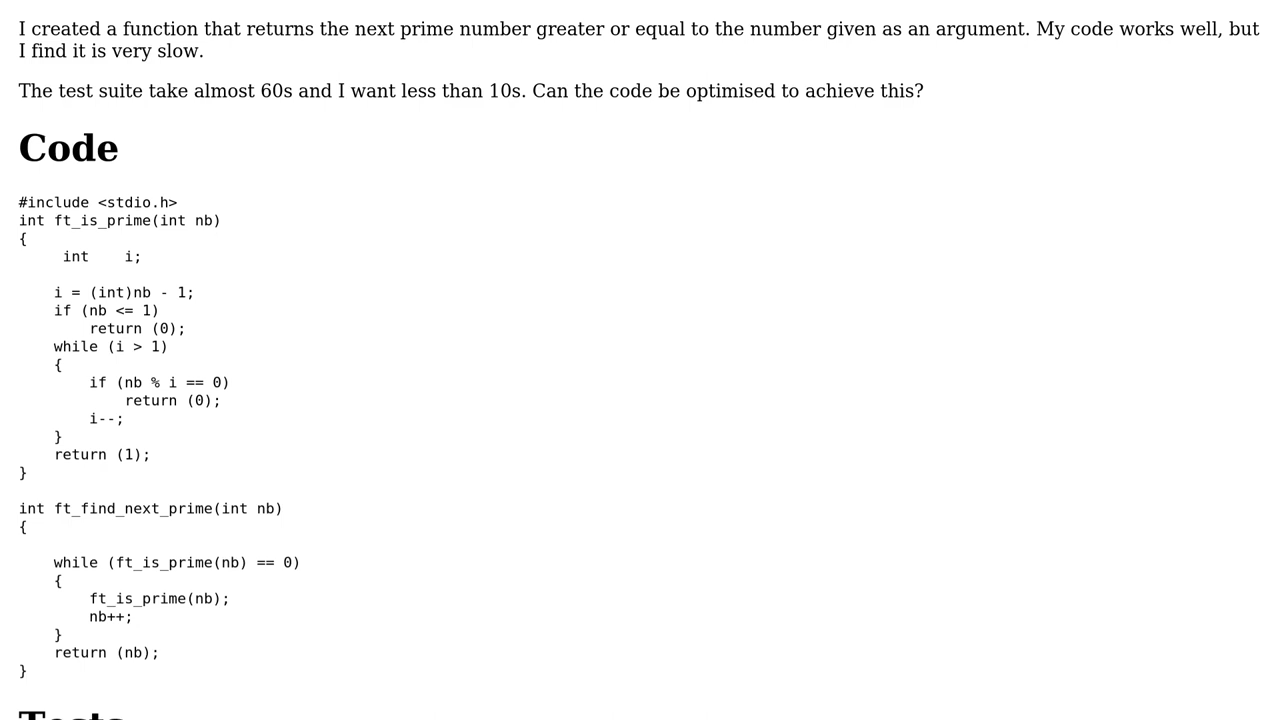 I created a function that returns the next prime number greater or equal to the number given as an argument. My code works well, but
I find it is very slow.
The test suite take almost 60s and I want less than 10s. Can the code be optimised to achieve this?
Code
#include <stdio.h>
int ft_is_prime(int nb)
{
     int    i;
    i = (int)nb - 1;
    if (nb <= 1)
        return (0);
    while (i > 1)
    {
        if (nb % i == 0)
            return (0);
        i--;
    }
    return (1);
}
int ft_find_next_prime(int nb)
{
    while (ft_is_prime(nb) == 0)
    {
        ft_is_prime(nb);
        nb++;
    }
    return (nb);
}
Tests